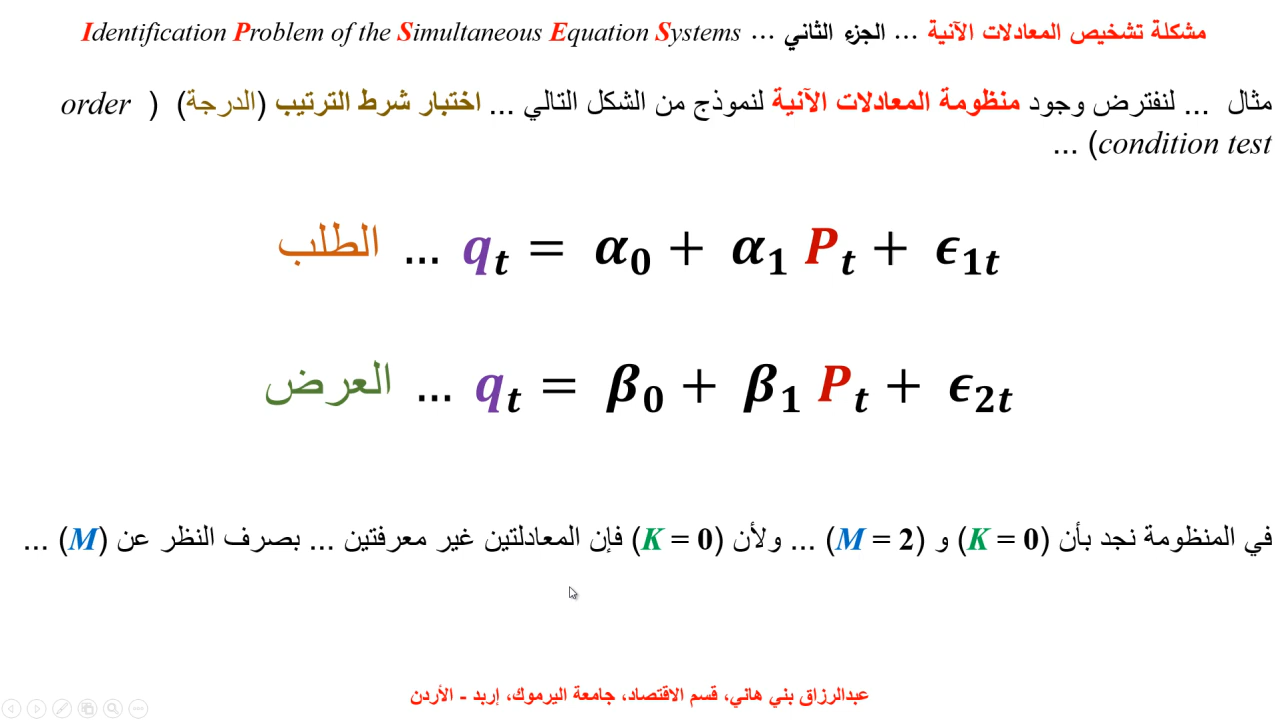 مشكلة تشخيص المعادلات الآنية ... الجزء الثاني ... Identification Problem of the Simultaneous Equation Systems
مثال ... لنفترض وجود منظومة المعادلات الآنية لنموذج من الشكل التالي ... اختبار شرط الترتيب (الدرجة) ( order
condition test) ...
الطلب ... qₜ = α₀ + α₁ Pₜ + ϵ₁ₜ
العرض ... qₜ = β₀ + β₁ Pₜ + ϵ₂ₜ
في المنظومة نجد بأن (K = 0) و (M = 2) ... ولأن (K = 0) فإن المعادلتين غير معرفتين ... بصرف النظر عن (M) ...
عبدالرزاق بني هاني، قسم الاقتصاد، جامعة اليرموك، إربد - الأردن